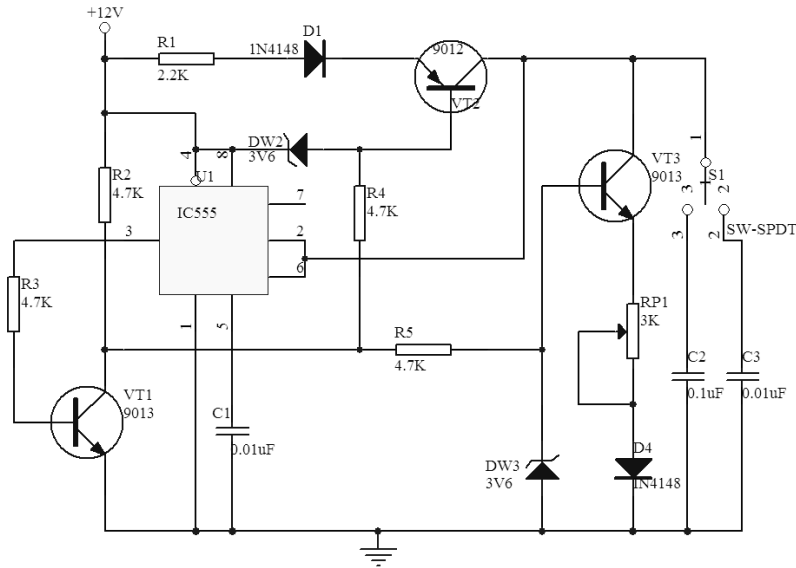 +12V
R1
2.2K
D1
1N4148
9012
VT2
DW2
3V6
4
8
U1
IC555
7
2
6
3
1
5
R2
4.7K
R3
4.7K
R4
4.7K
R5
4.7K
VT1
9013
VT3
9013
1
S1
3
2
SW-SPDT
3
2
RP1
3K
C1
0.01uF
C2
0.1uF
C3
0.01uF
DW3
3V6
D4
1N4148